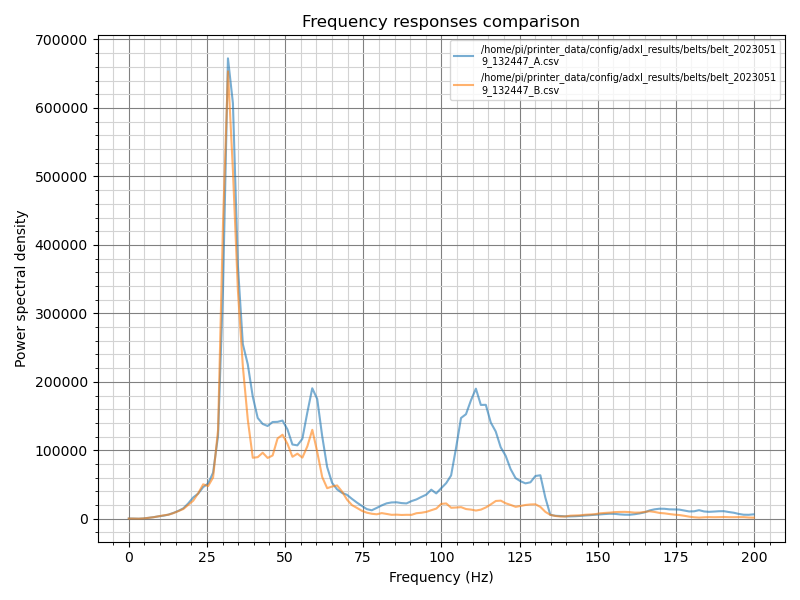 Frequency responses comparison
/home/pi/printer_data/config/adxl_results/belts/belt_2023051
9_132447_A.csv
/home/pi/printer_data/config/adxl_results/belts/belt_2023051
9_132447_B.csv
Power spectral density
700000
600000
500000
400000
300000
200000
100000
0
0 25 50 75 100 125 150 175 200
Frequency (Hz)